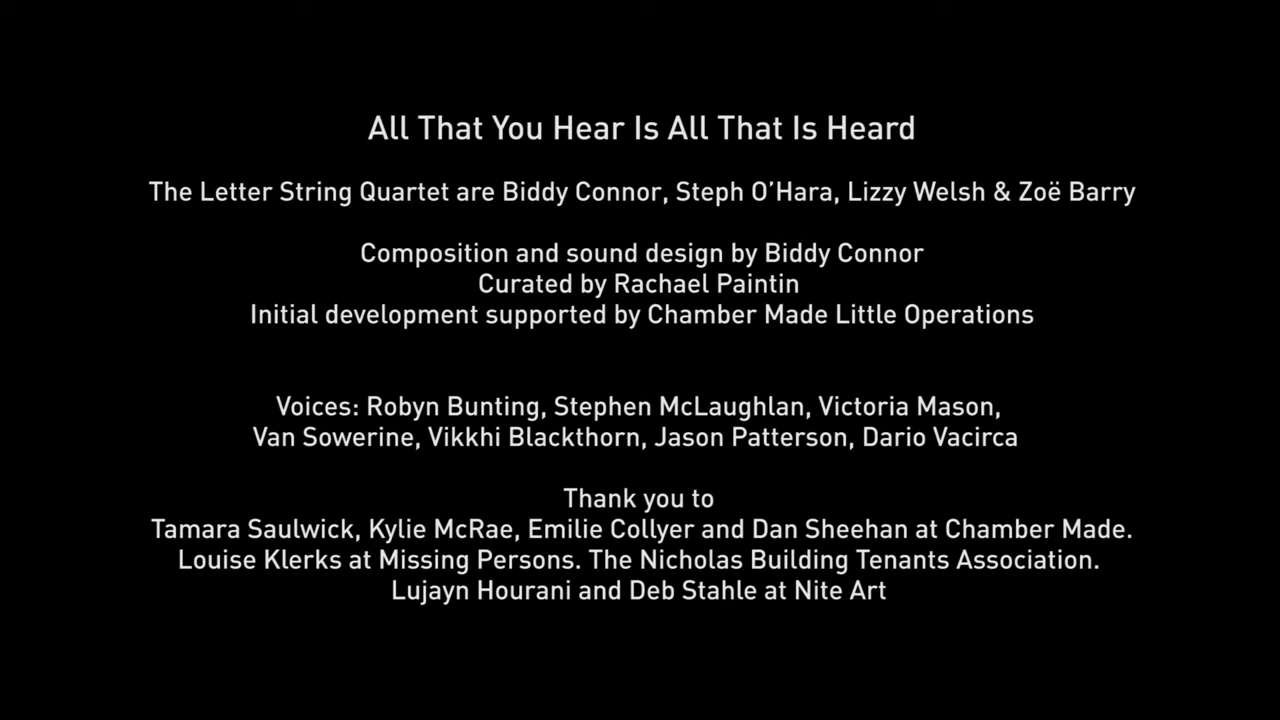 All That You Hear Is All That Is Heard
The Letter String Quartet are Biddy Connor, Steph O’Hara, Lizzy Welsh & Zoë Barry
Composition and sound design by Biddy Connor
Curated by Rachael Paintin
Initial development supported by Chamber Made Little Operations
Voices: Robyn Bunting, Stephen McLaughlan, Victoria Mason,
Van Sowerine, Vikkhi Blackthorn, Jason Patterson, Dario Vacirca
Thank you to
Tamara Saulwick, Kylie McRae, Emilie Collyer and Dan Sheehan at Chamber Made.
Louise Klerks at Missing Persons. The Nicholas Building Tenants Association.
Lujayn Hourani and Deb Stahle at Nite Art